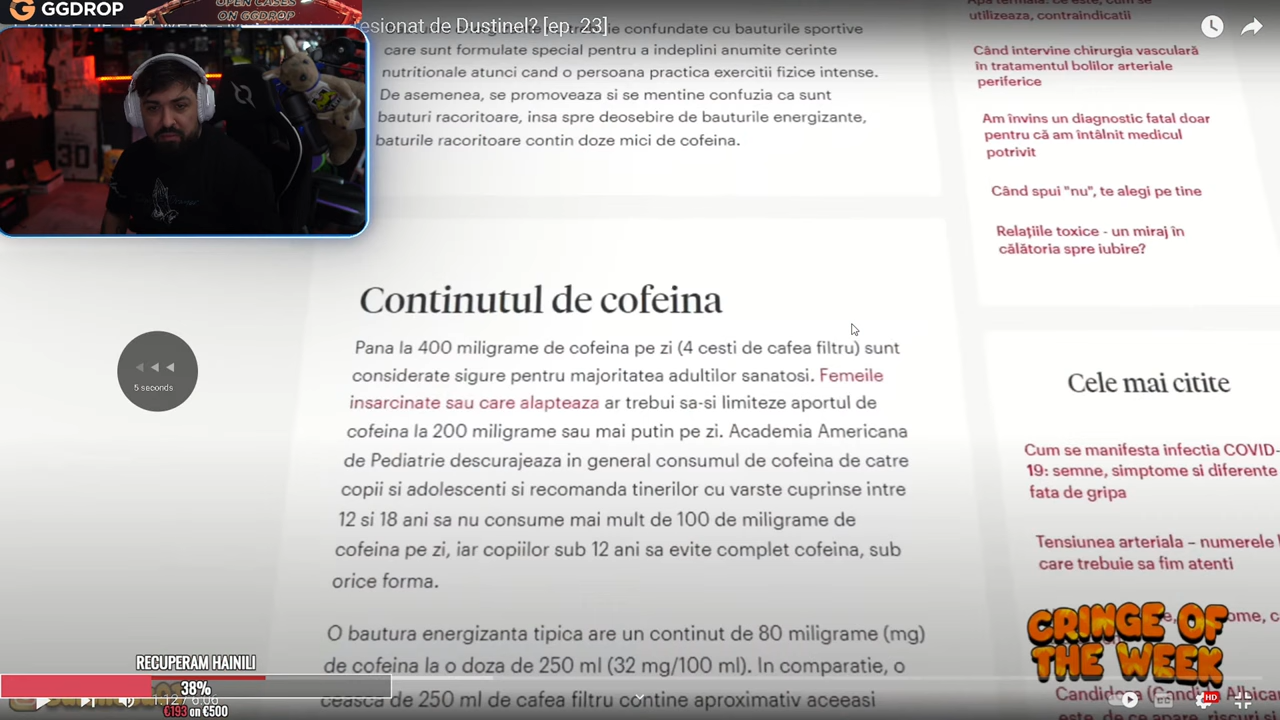 GGDROP
OPEN CASES
ON GGDROP
esionat de Dustinel? [ep. 23]
e confundate cu bauturile sportive
care sunt formulate special pentru a indeplini anumite cerinte
nutritionale atunci cand o persoana practica exercitii fizice intense.
De asemenea, se promoveaza si se mentine confuzia ca sunt
bauturi racoritoare, insa spre deosebire de bauturile energizante,
baturile racoritoare contin doze mici de cofeina.
utilizeaza, contraindicatii
Când intervine chirurgia vasculară
în tratamentul bolilor arteriale
periferice
Am învins un diagnostic fatal doar
pentru că am întâlnit medicul
potrivit
Când spui "nu", te alegi pe tine
Relațiile toxice - un miraj în
călătoria spre iubire?
30
5 seconds
Continutul de cofeina
Pana la 400 miligrame de cofeina pe zi (4 cesti de cafea filtru) sunt
considerate sigure pentru majoritatea adultilor sanatosi. Femeile
insarcinate sau care alapteaza ar trebui sa-si limiteze aportul de
cofeina la 200 miligrame sau mai putin pe zi. Academia Americana
de Pediatrie descurajeaza in general consumul de cofeina de catre
copii si adolescenti si recomanda tinerilor cu varste cuprinse intre
12 si 18 ani sa nu consume mai mult de 100 de miligrame de
cofeina pe zi, iar copiilor sub 12 ani sa evite complet cofeina, sub
orice forma.
O bautura energizanta tipica are un continut de 80 miligrame (mg)
de cofeina la o doza de 250 ml (32 mg/100 ml). In comparatie, o
ceasca de 250 ml decafea filtru contine aproximativ aceeasi
Cele mai citite
Cum se manifesta infectia COVID-
19: semne, simptome si diferente
fata de gripa
Tensiunea arteriala – numerele
care trebuie sa fim atenti
CRINGE OF
THE WEEK
HD
RECUPERAM HAINILI
38%
€193 on €500